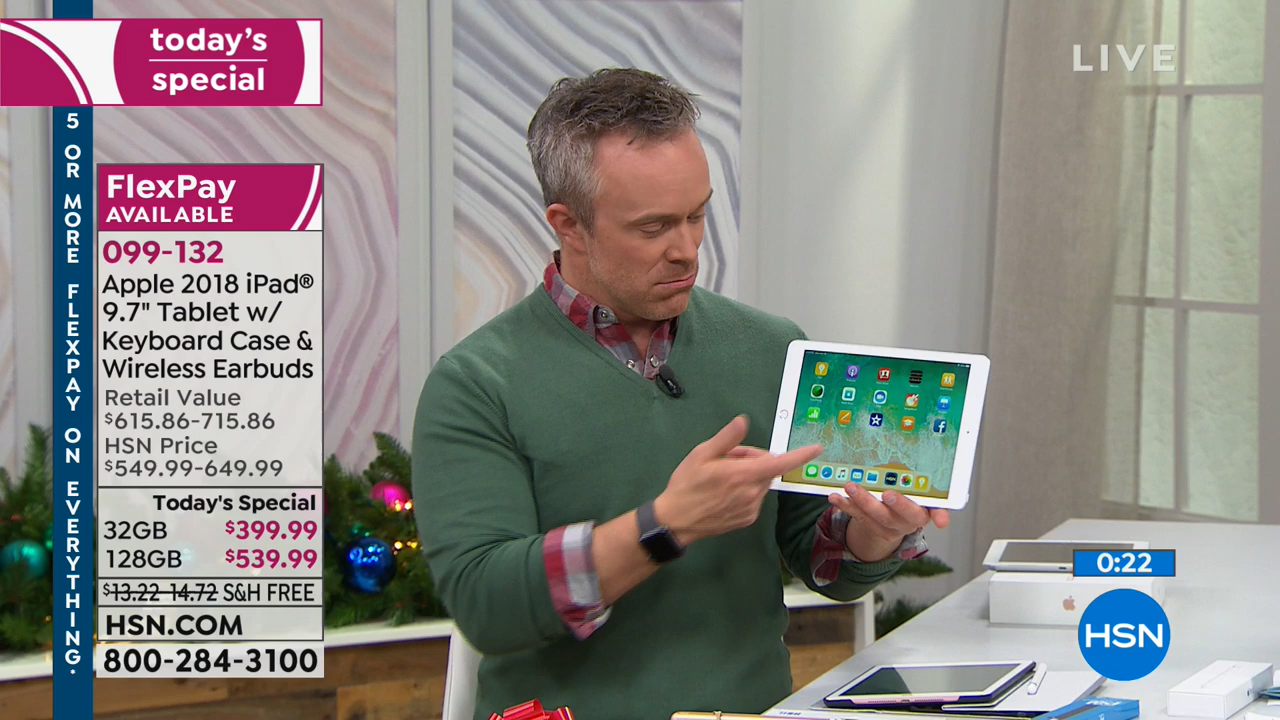 today's
special
LIVE
5 OR MORE FLEXPAY ON EVERYTHING.
FlexPay
AVAILABLE
099-132
Apple 2018 iPad®
9.7" Tablet w/
Keyboard Case &
Wireless Earbuds
Retail Value
$615.86-715.86
HSN Price
$549.99-649.99
Today's Special
32GB $399.99
128GB $539.99
$13.22-14.72 S&H FREE
HSN.COM
800-284-3100
0:22
HSN